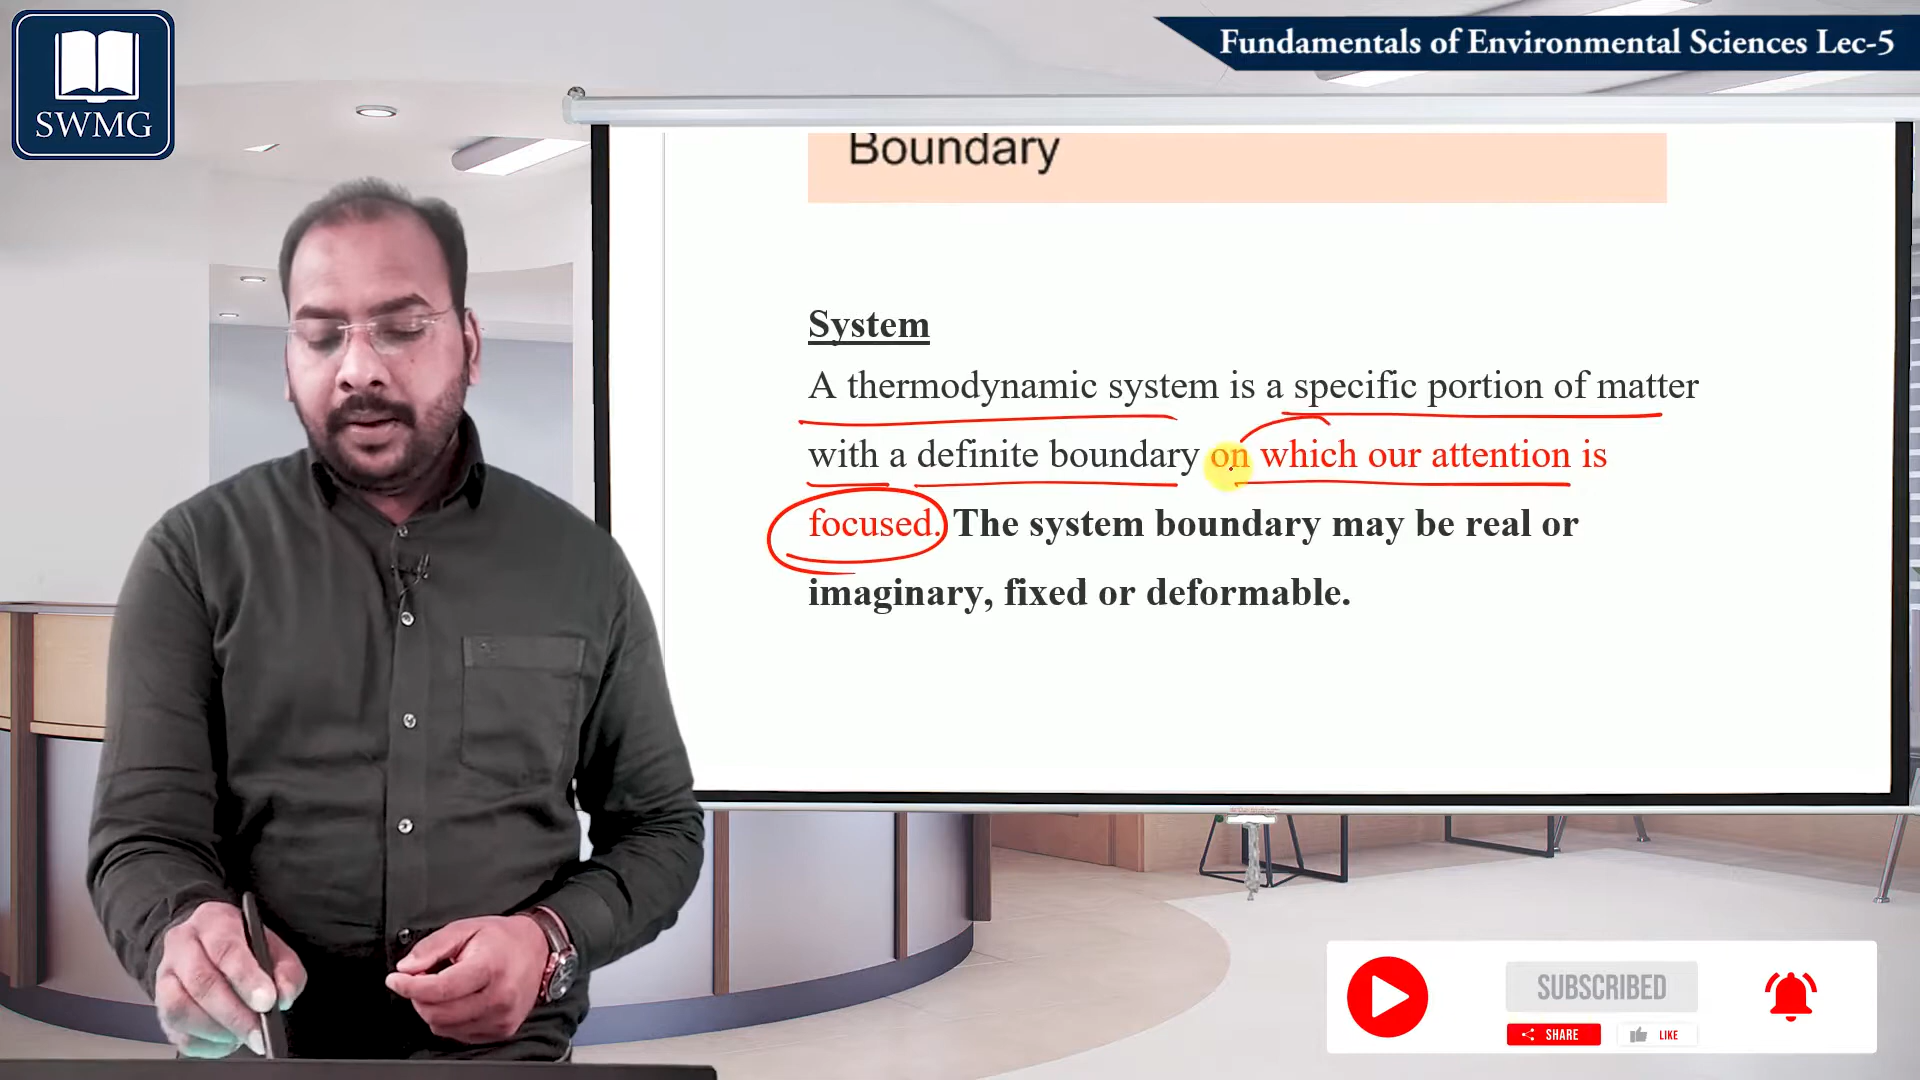 SWMG
Fundamentals of Environmental Sciences Lec-5
Boundary
System
A thermodynamic system is a specific portion of matter
with a definite boundary on which our attention is
focused. The system boundary may be real or
imaginary, fixed or deformable.
SUBSCRIBED
SHARE
LIKE